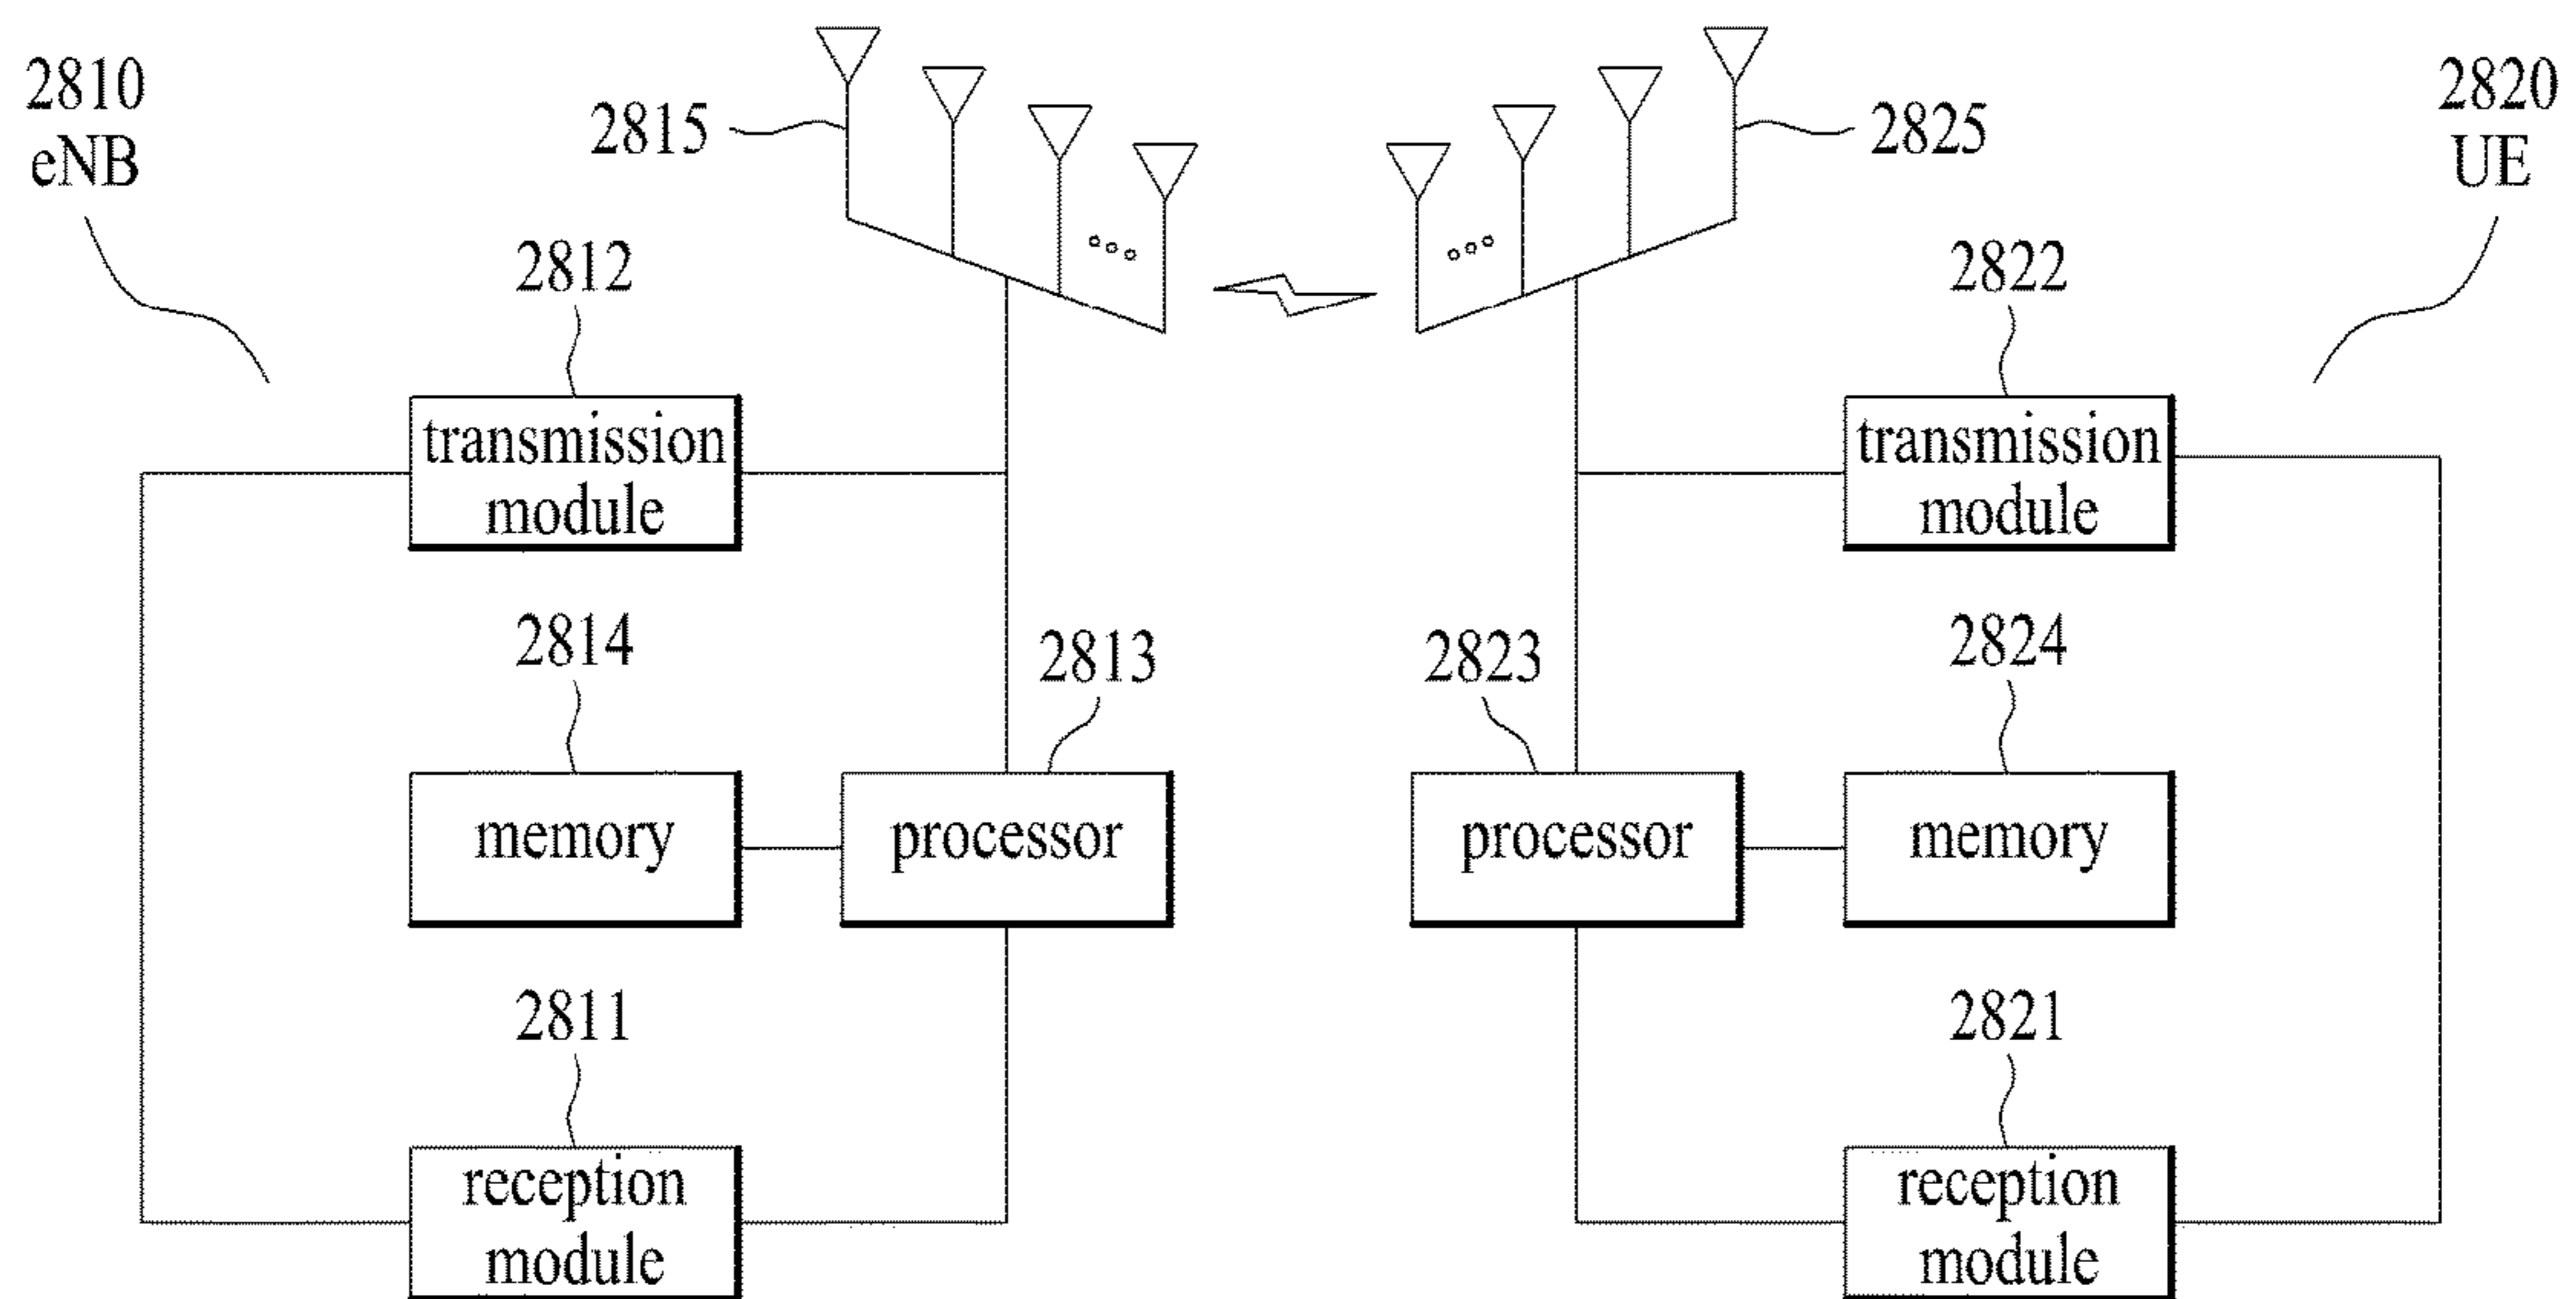 2810
eNB
2815
2825
2820
UE
2812
2822
transmission
module
transmission
module
2814
2813
2823
2824
memory
processor
processor
memory
2811
2821
reception
module
reception
module